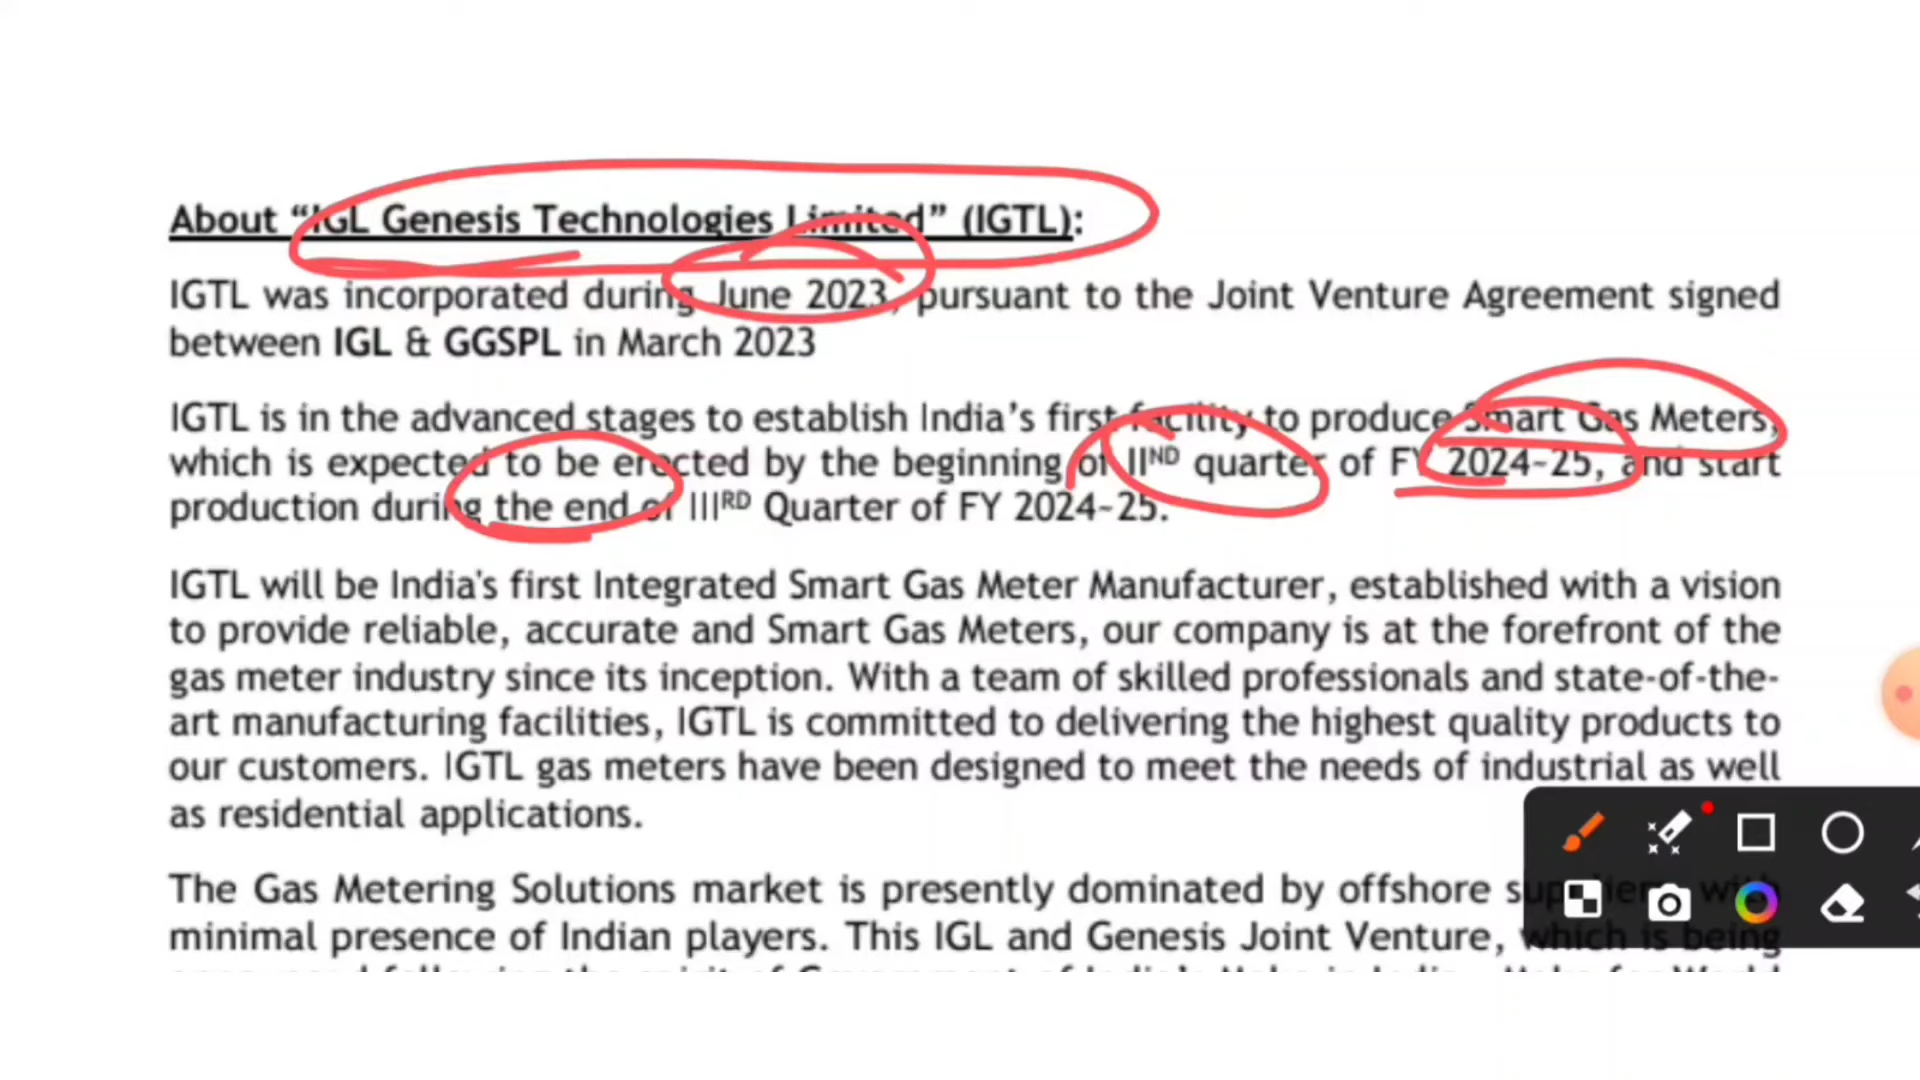 About “IGL Genesis Technologies Limited” (IGTL):
IGTL was incorporated during June 2023, pursuant to the Joint Venture Agreement signed
between IGL & GGSPL in March 2023
IGTL is in the advanced stages to establish India’s first facility to produce Smart Gas Meters,
which is expected to be erected by the beginning of IIND quarter of FY 2024-25, and start
production during the end of IIIRD Quarter of FY 2024-25.
IGTL will be India's first Integrated Smart Gas Meter Manufacturer, established with a vision
to provide reliable, accurate and Smart Gas Meters, our company is at the forefront of the
gas meter industry since its inception. With a team of skilled professionals and state-of-the-
art manufacturing facilities, IGTL is committed to delivering the highest quality products to
our customers. IGTL gas meters have been designed to meet the needs of industrial as well
as residential applications.
The Gas Metering Solutions market is presently dominated by offshore suppliers, with
minimal presence of Indian players. This IGL and Genesis Joint Venture, which is being